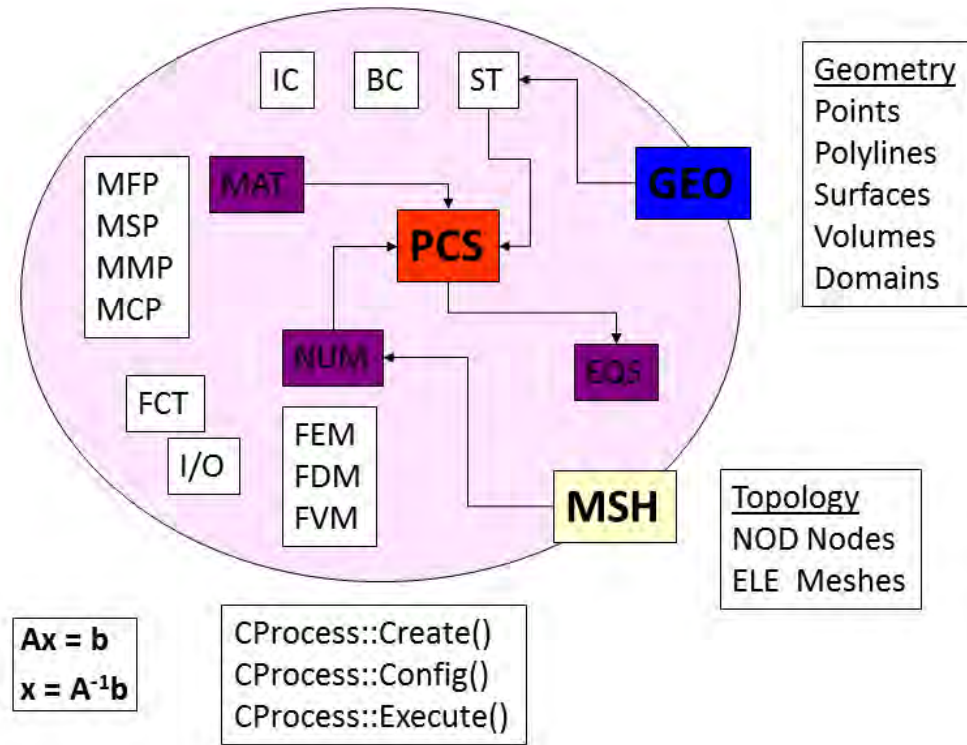 IC
BC
ST
Geometry
Points
Polylines
Surfaces
Volumes
Domains
MFP
MSP
MMP
MCP
MAT
GEO
PCS
NUM
EQS
FCT
I/O
FEM
FDM
FVM
MSH
Topology
NOD Nodes
ELE Meshes
Ax = b
x = A⁻¹b
CProcess::Create()
CProcess::Config()
CProcess::Execute()